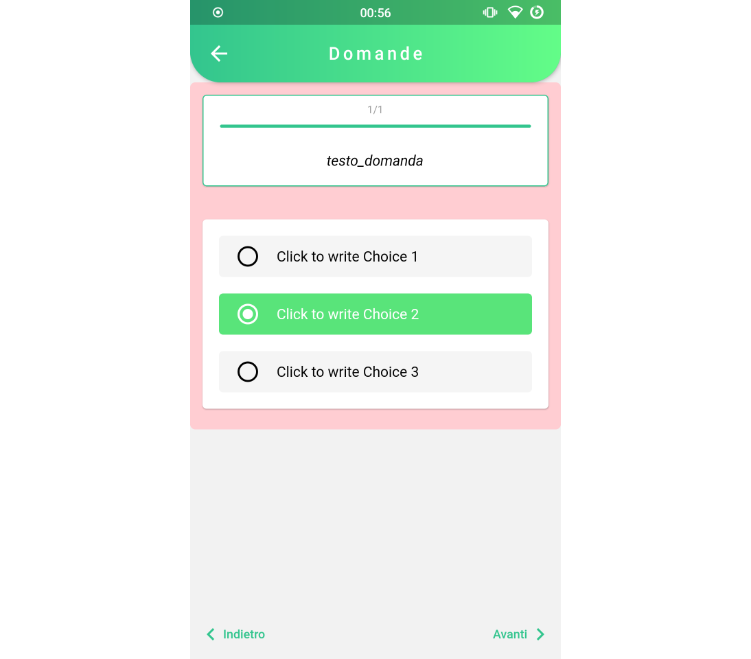 00:56
Domande
1/1
testo_domanda
Click to write Choice 1
Click to write Choice 2
Click to write Choice 3
Indietro
Avanti